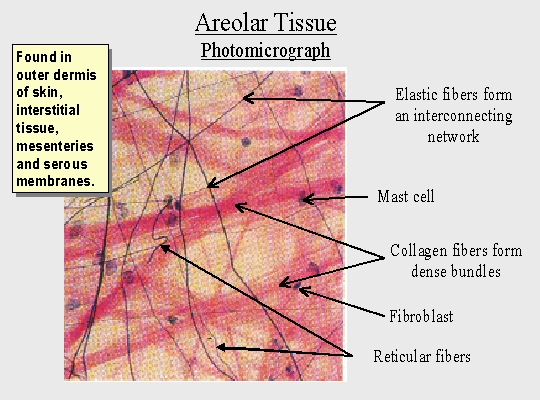 Areolar Tissue
Photomicrograph
Found in
outer dermis
of skin,
interstitial
tissue,
mesenteries
and serous
membranes.
Elastic fibers form
an interconnecting
network
Mast cell
Collagen fibers form
dense bundles
Fibroblast
Reticular fibers